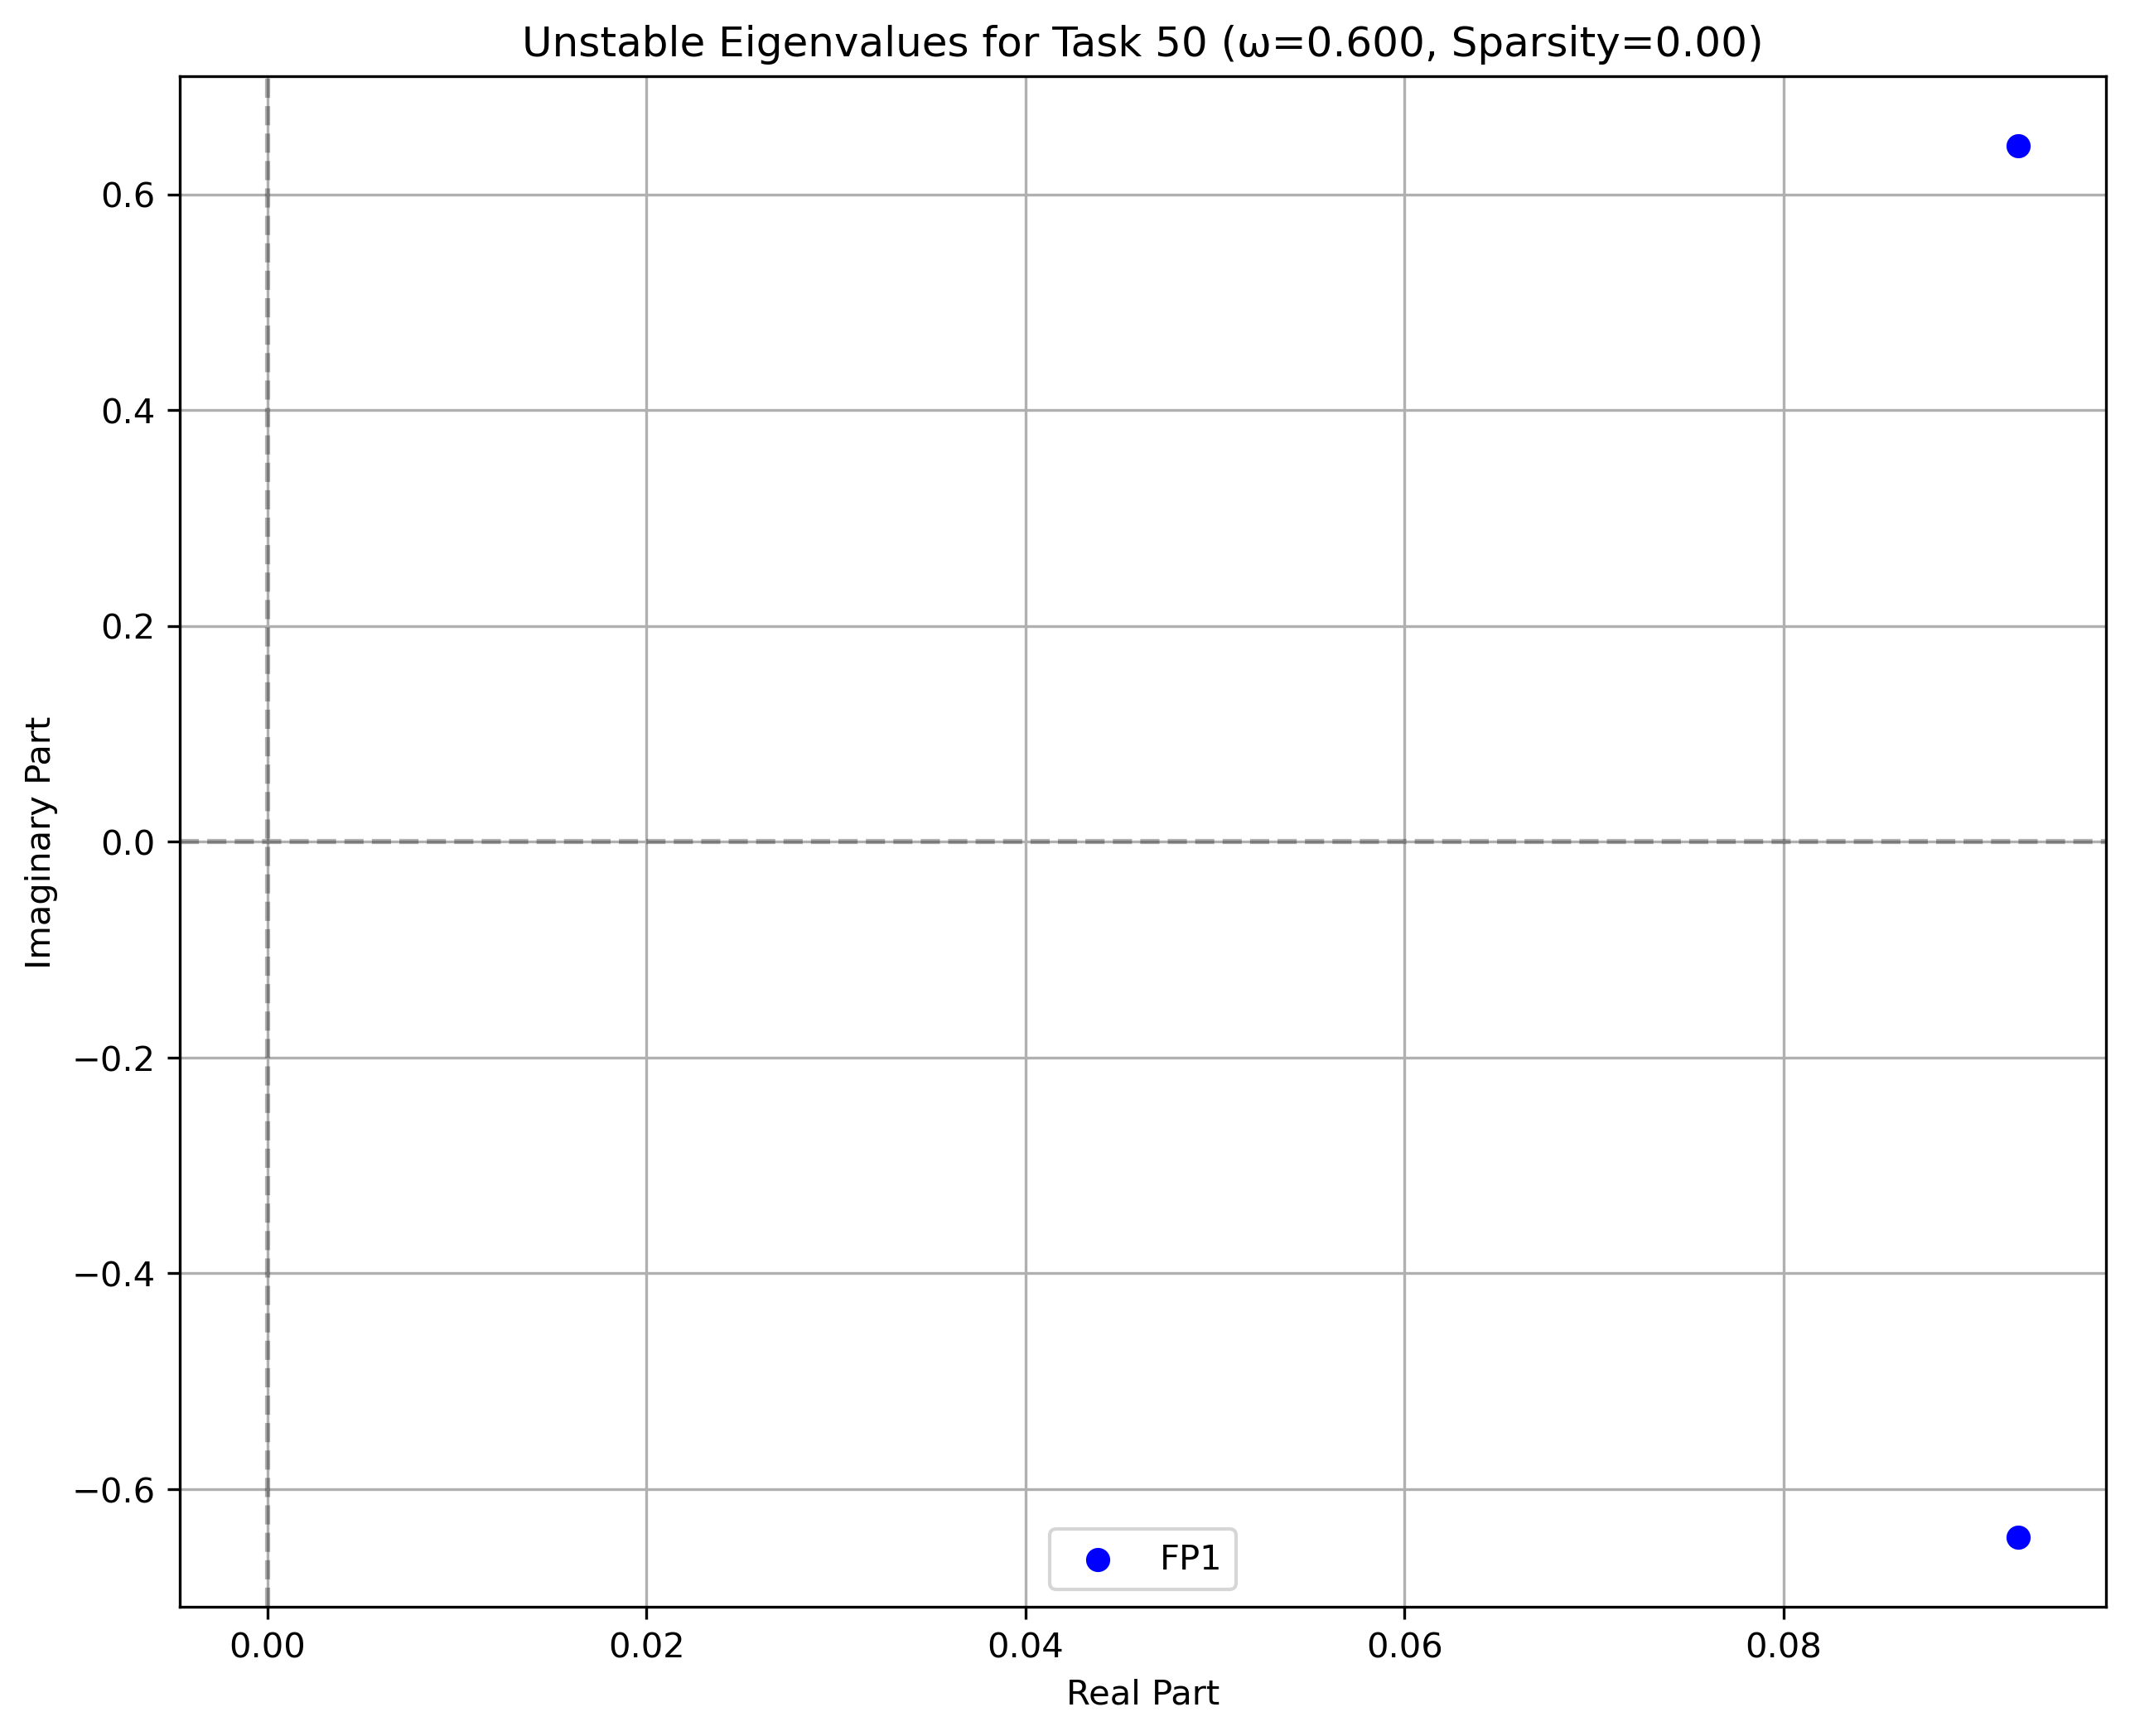 Unstable Eigenvalues for Task 50 (ω=0.600, Sparsity=0.00)
Imaginary Part
0.6
0.4
0.2
0.0
−0.2
−0.4
−0.6
FP1
0.00 0.02 0.04 0.06 0.08
Real Part